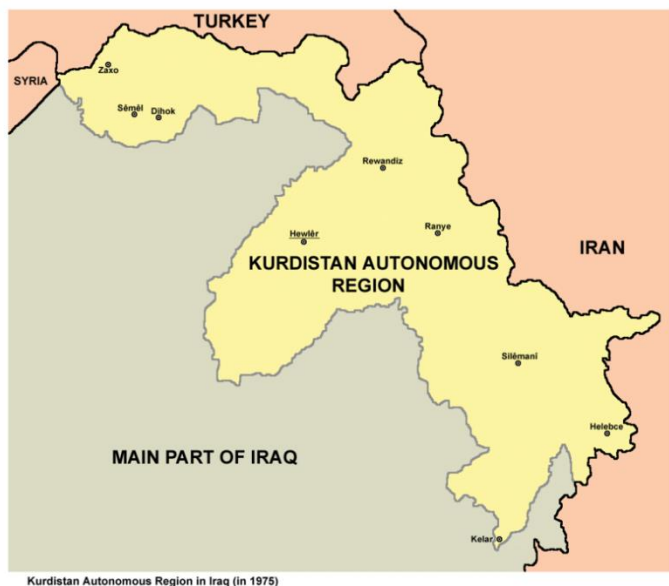 TURKEY
SYRIA
Zaxo
Sêmêl
Dihok
Rewandiz
Hewlêr
Ranye
IRAN
KURDISTAN AUTONOMOUS
REGION
Silêmanî
Helebce
MAIN PART OF IRAQ
Kelar
Kurdistan Autonomous Region in Iraq (in 1975)